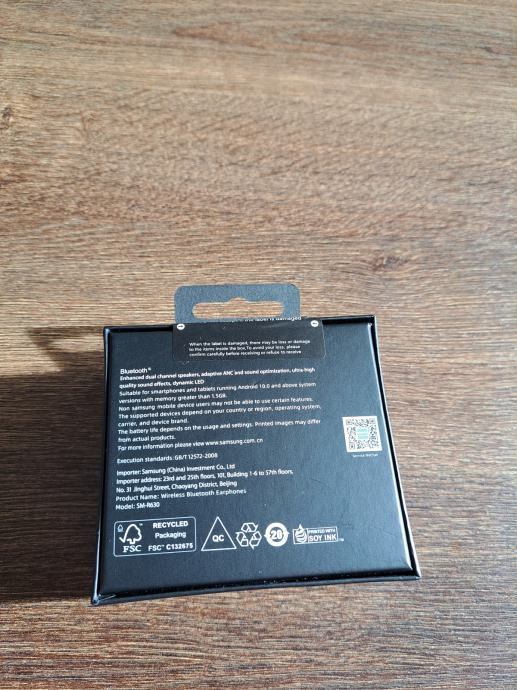 the label is damaged
When the label is damaged, there may be loss or damage
to the items inside the box.To avoid your loss, please
confirm carefully before receiving or refuse to receive
Bluetooth®
Enhanced dual channel speakers, adaptive ANC and sound optimization, ultra-high
quality sound effects, dynamic LED
Suitable for smartphones and tablets running Android 10.0 and above system
versions with memory greater than 1.5GB.
Non samsung mobile device users may not be able to use certain features.
The supported devices depend on your country or region, operating system,
carrier, and device brand.
The battery life depends on the usage and settings. Printed images may differ
from actual products.
For more information please view www.samsung.com.cn
Execution standards: GB/T 12572-2008
Importer: Samsung (China) Investment Co., Ltd
Importer address: 23rd and 25th floors, 101, Building 1-6 to 57th floors,
No. 31 Jinghui Street, Chaoyang District, Beijing
Product Name: Wireless Bluetooth Earphones
Model: SM-R630
FSC
RECYCLED
Packaging
FSC™ C132675
QC
20
PRINTED WITH
SOY INK™